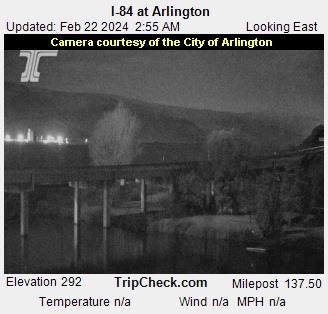 I-84 at Arlington
Updated: Feb 22 2024 2:55 AM Looking East
Camera courtesy of the City of Arlington
Elevation 292 TripCheck.com Milepost 137.50
Temperature n/a Wind n/a MPH n/a